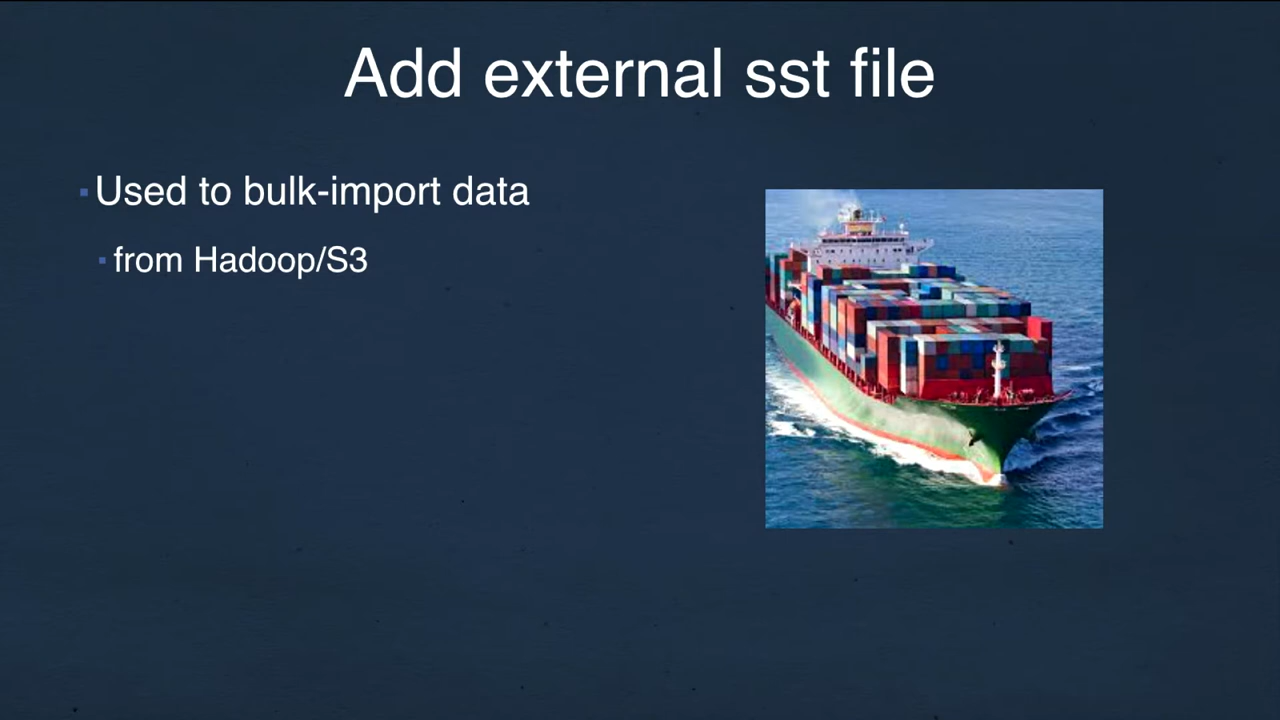 Add external sst file
Used to bulk-import data
from Hadoop/S3